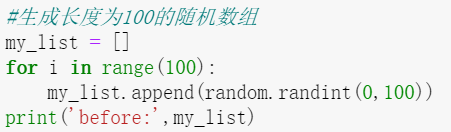 #生成长度为100的随机数组
my_list = []
for i in range(100):
    my_list.append(random.randint(0,100))
print('before:',my_list)